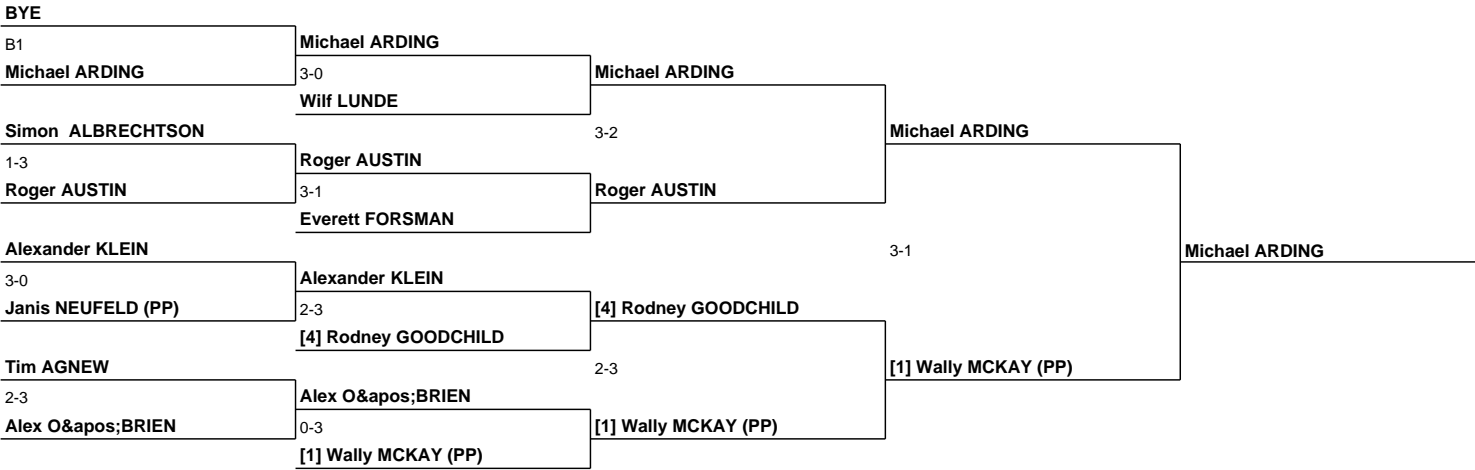 BYE
B1
Michael ARDING
Michael ARDING
3-0
Michael ARDING
Wilf LUNDE
Simon  ALBRECHTSON
3-2
Michael ARDING
1-3
Roger AUSTIN
Roger AUSTIN
3-1
Roger AUSTIN
Everett FORSMAN
Alexander KLEIN
3-1
Michael ARDING
3-0
Alexander KLEIN
Janis NEUFELD (PP)
2-3
[4] Rodney GOODCHILD
[4] Rodney GOODCHILD
Tim AGNEW
2-3
[1] Wally MCKAY (PP)
2-3
Alex O&apos;BRIEN
Alex O&apos;BRIEN
0-3
[1] Wally MCKAY (PP)
[1] Wally MCKAY (PP)